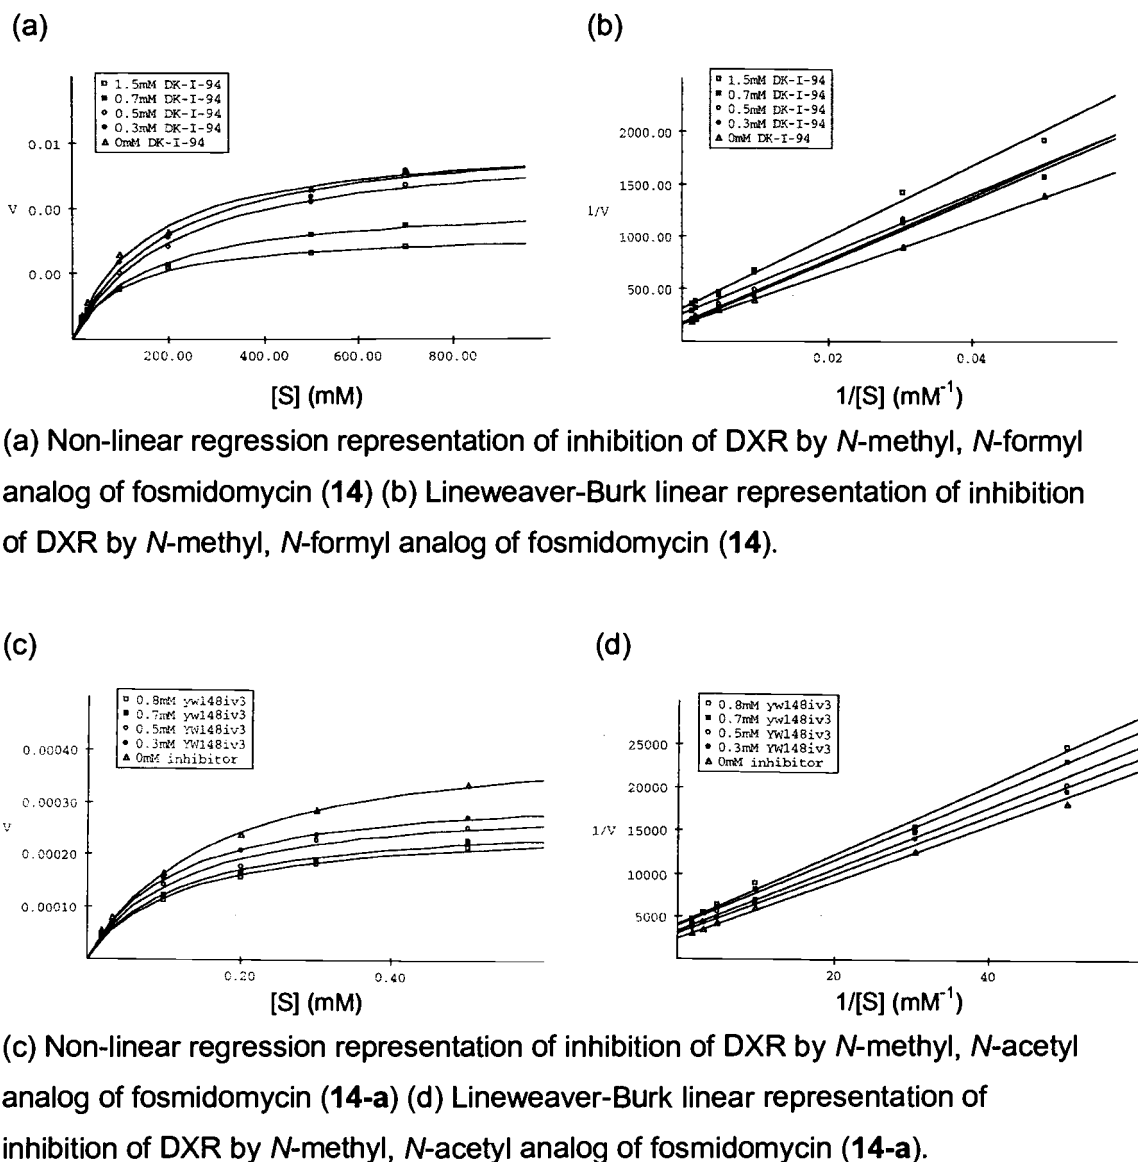 (a)
(b)
1.5mM DK-I-94
0.7mM DK-I-94
0.5mM DK-I-94
0.3mM DK-I-94
0mM DK-I-94
0.01
V
0.00
0.00
200.00
400.00
600.00
800.00
[S] (mM)
1.5mM DK-I-94
0.7mM DK-I-94
0.5mM DK-I-94
0.3mM DK-I-94
0mM DK-I-94
2000.00
1500.00
1/V
1000.00
500.00
0.02
0.04
1/[S] (mM-1)
(a) Non-linear regression representation of inhibition of DXR by N-methyl, N-formyl
analog of fosmidomycin (14) (b) Lineweaver-Burk linear representation of inhibition
of DXR by N-methyl, N-formyl analog of fosmidomycin (14).
(c)
(d)
0.8mM yw148iv3
0.7mM yw148iv3
0.5mM YW148iv3
0.3mM YW148iv3
0mM inhibitor
0.00040
0.00030
V
0.00020
0.00010
0.20
0.40
[S] (mM)
0.8mM yw148iv3
0.7mM yw148iv3
0.5mM YW148iv3
0.3mM YW148iv3
0mM inhibitor
25000
20000
1/V
15000
10000
5000
20
40
1/[S] (mM-1)
(c) Non-linear regression representation of inhibition of DXR by N-methyl, N-acetyl
analog of fosmidomycin (14-a) (d) Lineweaver-Burk linear representation of
inhibition of DXR by N-methyl, N-acetyl analog of fosmidomycin (14-a).